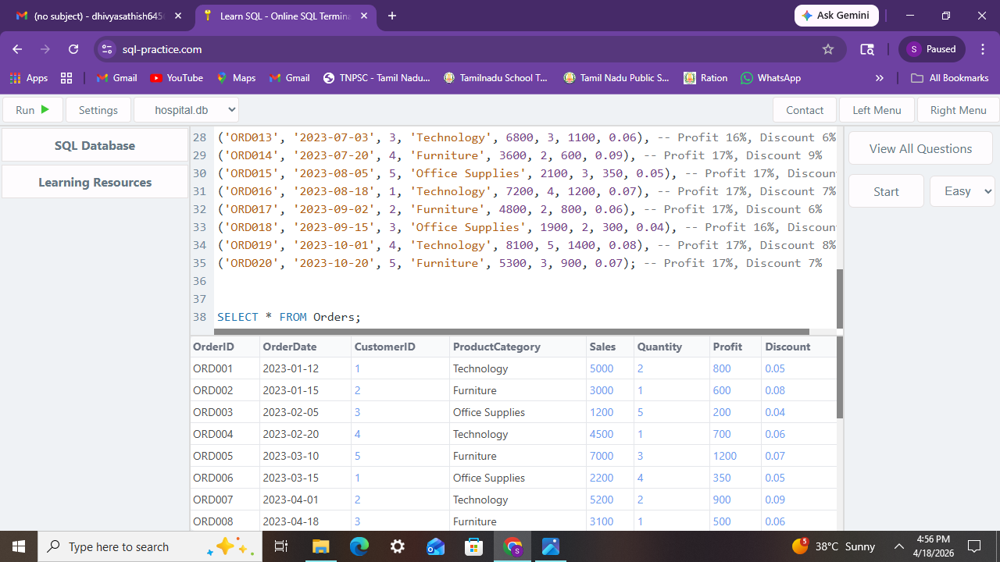 (no subject) - dhivyasathish645
Learn SQL - Online SQL Termina
Ask Gemini
sql-practice.com
S Paused
Apps Gmail YouTube Maps Gmail TNPSC - Tamil Nadu... Tamilnadu School T... Tamil Nadu Public S... Ration WhatsApp » All Bookmarks
Run Settings hospital.db Contact Left Menu Right Menu
SQL Database
Learning Resources
View All Questions
Start Easy
28 ('ORD013', '2023-07-03', 3, 'Technology', 6800, 3, 1100, 0.06), -- Profit 16%, Discount 6%
29 ('ORD014', '2023-07-20', 4, 'Furniture', 3600, 2, 600, 0.09), -- Profit 17%, Discount 9%
30 ('ORD015', '2023-08-05', 5, 'Office Supplies', 2100, 3, 350, 0.05), -- Profit 17%, Discoun
31 ('ORD016', '2023-08-18', 1, 'Technology', 7200, 4, 1200, 0.07), -- Profit 17%, Discount 7%
32 ('ORD017', '2023-09-02', 2, 'Furniture', 4800, 2, 800, 0.06), -- Profit 17%, Discount 6%
33 ('ORD018', '2023-09-15', 3, 'Office Supplies', 1900, 2, 300, 0.04), -- Profit 16%, Discoun
34 ('ORD019', '2023-10-01', 4, 'Technology', 8100, 5, 1400, 0.08), -- Profit 17%, Discount 8%
35 ('ORD020', '2023-10-20', 5, 'Furniture', 5300, 3, 900, 0.07); -- Profit 17%, Discount 7%
36
37
38 SELECT * FROM Orders;
OrderID OrderDate CustomerID ProductCategory Sales Quantity Profit Discount
ORD001 2023-01-12 1 Technology 5000 2 800 0.05
ORD002 2023-01-15 2 Furniture 3000 1 600 0.08
ORD003 2023-02-05 3 Office Supplies 1200 5 200 0.04
ORD004 2023-02-20 4 Technology 4500 1 700 0.06
ORD005 2023-03-10 5 Furniture 7000 3 1200 0.07
ORD006 2023-03-15 1 Office Supplies 2200 4 350 0.05
ORD007 2023-04-01 2 Technology 5200 2 900 0.09
ORD008 2023-04-18 3 Furniture 3100 1 500 0.06
Type here to search
5 38°C Sunny
4:56 PM
4/18/2026